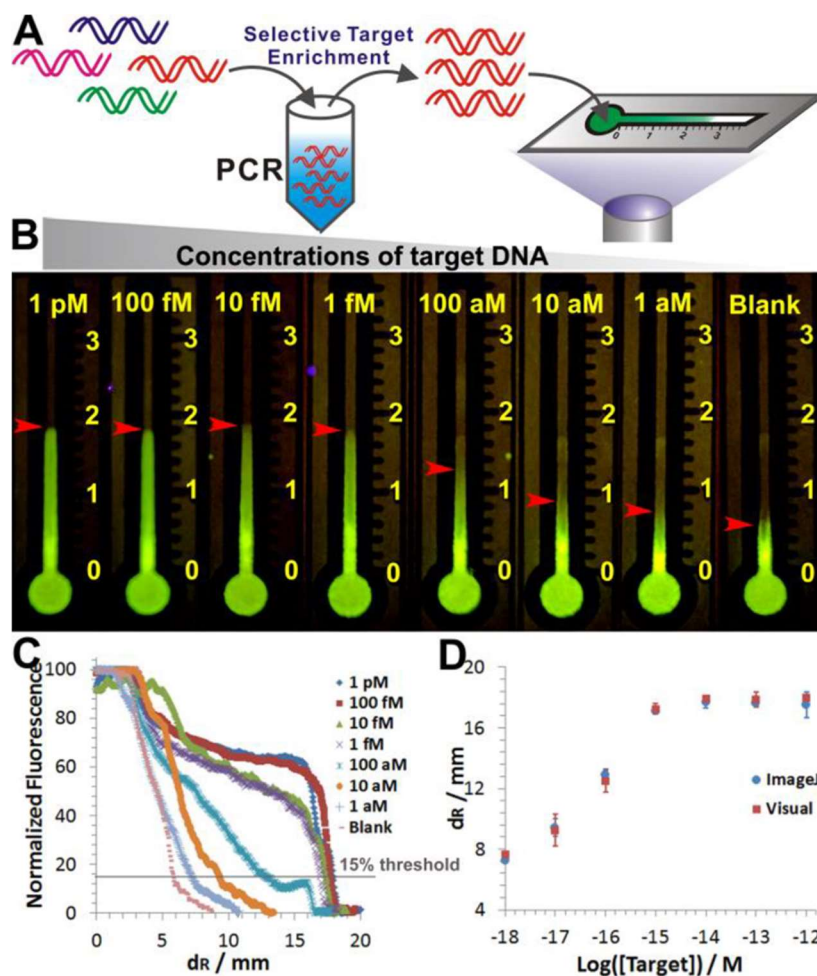 A
Selective Target
Enrichment
PCR
0 1 2 3
B
Concentrations of target DNA
1 pM 100 fM 10 fM 1 fM 100 aM 10 aM 1 aM Blank
3 3 3 3 3 3 3 3
2 2 2 2 2 2 2 2
1 1 1 1 1 1 1 1
0 0 0 0 0 0 0 0
C
Normalized Fluorescence
100
80
60
40
20
0
0 5 10 15 20
dR / mm
1 pM
100 fM
10 fM
1 fM
100 aM
10 aM
1 aM
Blank
15% threshold
D
dR / mm
20
16
12
8
4
-18 -17 -16 -15 -14 -13 -12
Log([Target]) / M
ImageJ
Visual